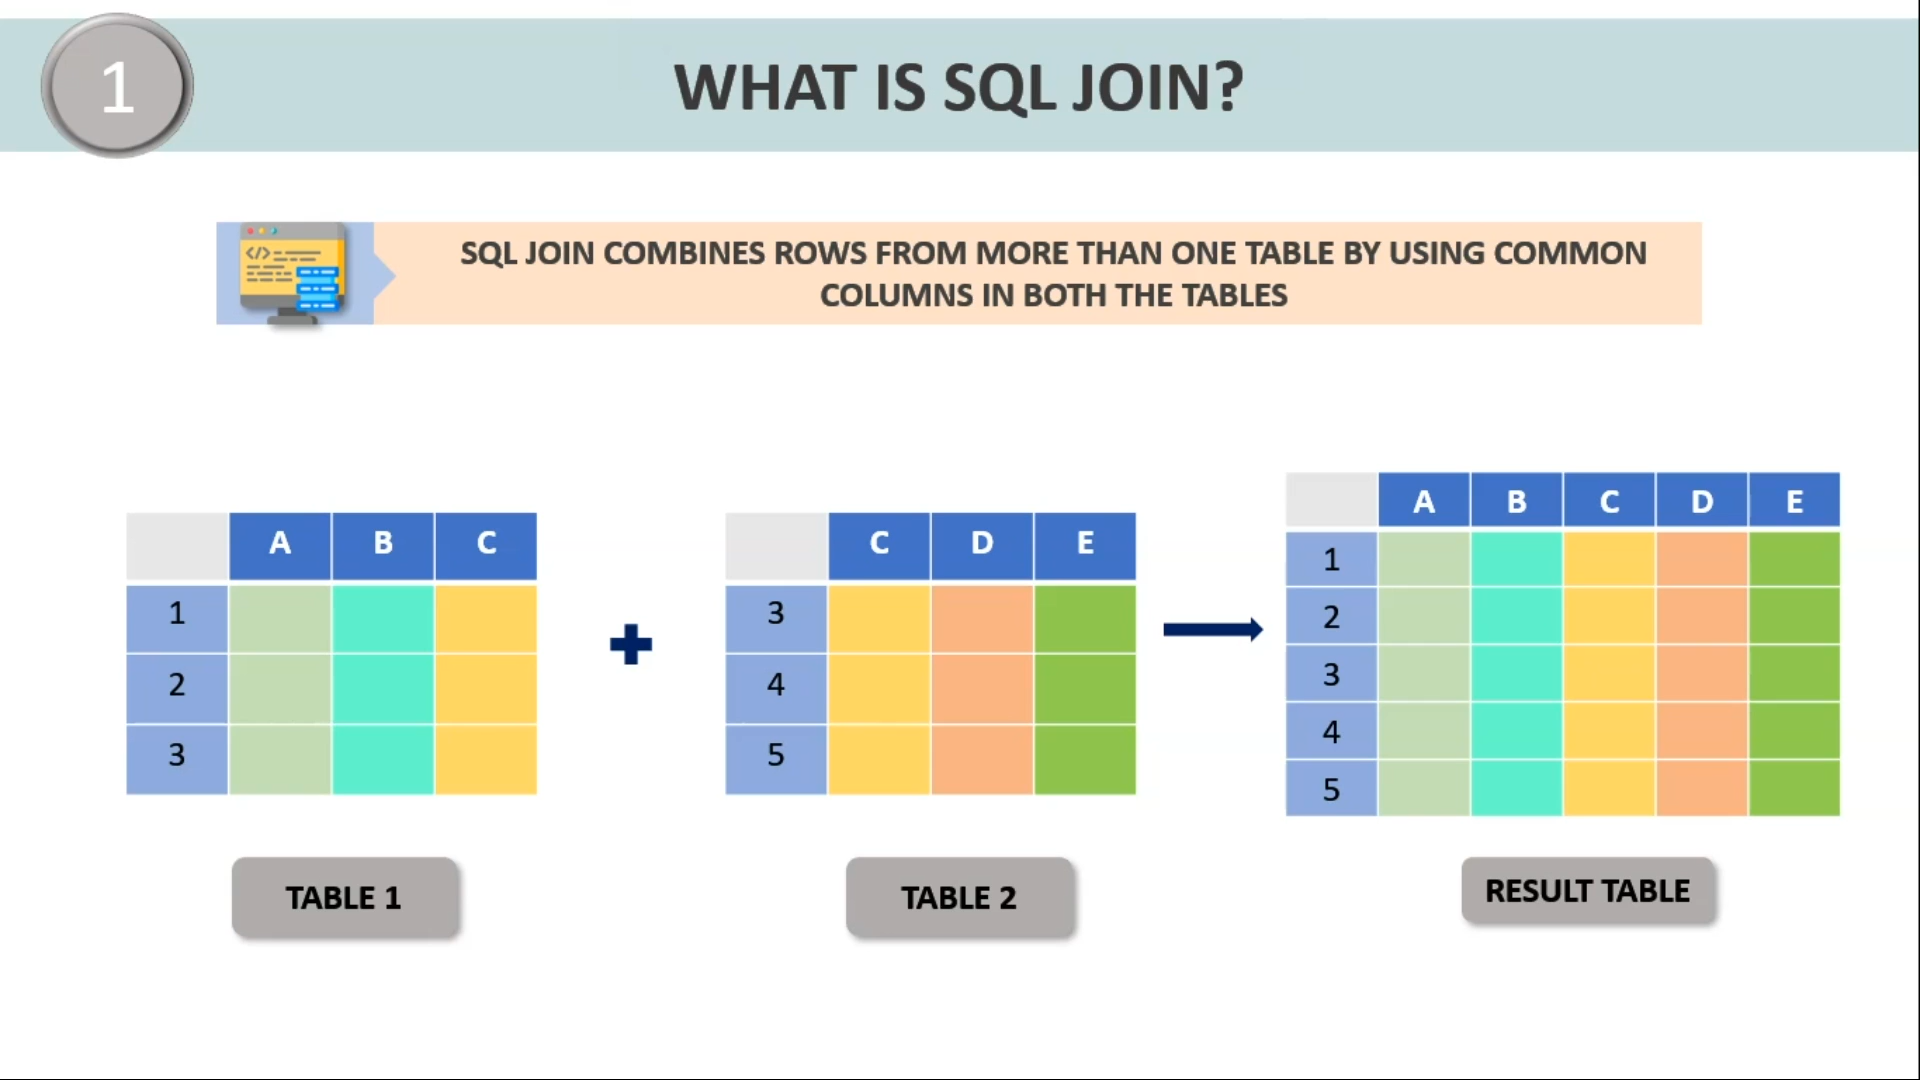 1
WHAT IS SQL JOIN?
</>
SQL JOIN COMBINES ROWS FROM MORE THAN ONE TABLE BY USING COMMON
COLUMNS IN BOTH THE TABLES
A B C
1
2
3
TABLE 1
C D E
3
4
5
TABLE 2
A B C D E
1
2
3
4
5
RESULT TABLE